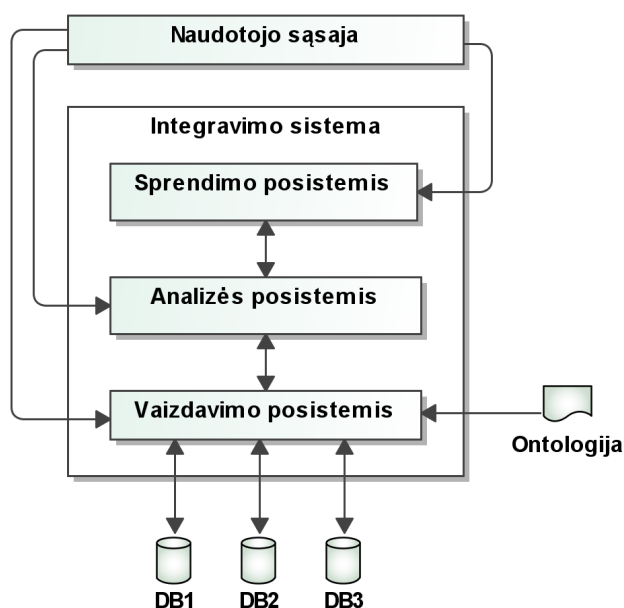 Naudotojo sąsaja
Integravimo sistema
Sprendimo posistemis
Analizės posistemis
Vaizdavimo posistemis
Ontologija
DB1
DB2
DB3